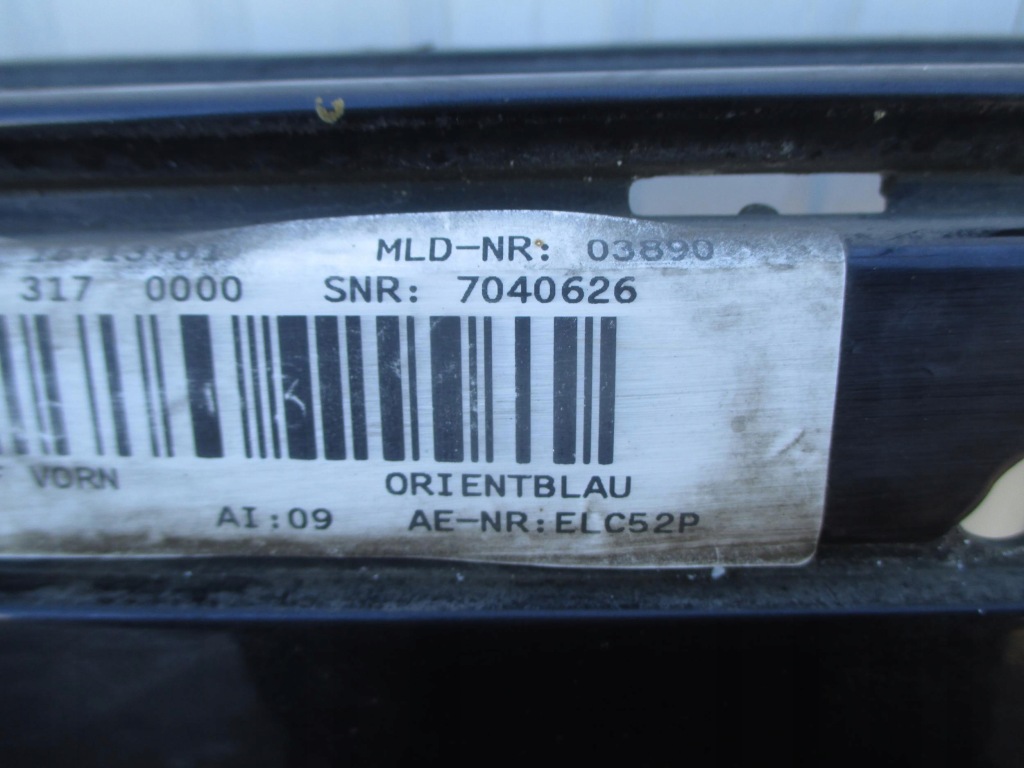 MLD-NR: 03890
317 0000 SNR: 7040626
VORN ORIENTBLAU
AI:09 AE-NR:ELC52P